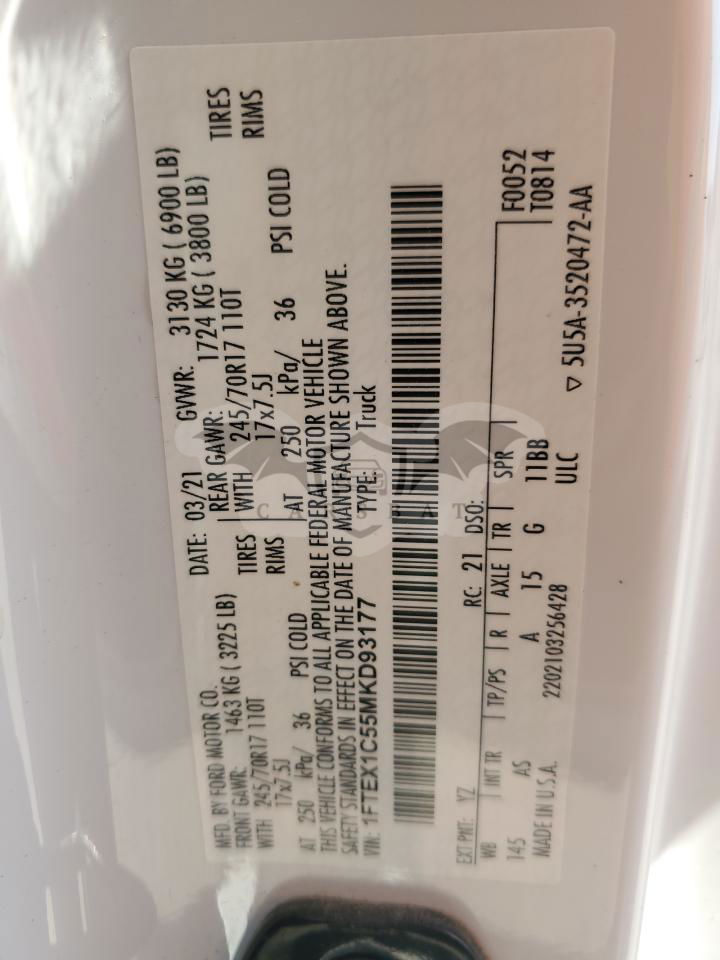 MFD. BY FORD MOTOR CO.
DATE: 03/21 GVWR: 3130 KG ( 6900 LB)
FRONT GAWR: 1463 KG ( 3225 LB)
REAR GAWR: 1724 KG ( 3800 LB)
WITH 245/70R17 110T TIRES
WITH 245/70R17 110T TIRES
17x7.5J RIMS
17x7.5J RIMS
AT 250 kPa/ 36 PSI COLD
AT 250 kPa/ 36 PSI COLD
THIS VEHICLE CONFORMS TO ALL APPLICABLE FEDERAL MOTOR VEHICLE
SAFETY STANDARDS IN EFFECT ON THE DATE OF MANUFACTURE SHOWN ABOVE.
VIN: 1FTEX1C55MKD93177 TYPE: Truck
CARSBAT
EXT PNT: YZ RC: 21 DSO:
WB INT TR TP/PS R AXLE TR SPR F0052
145 AS A 15 G 11BB T0814
MADE IN U.S.A. 2202103256428 ULC
▽ 5U5A-3520472-AA